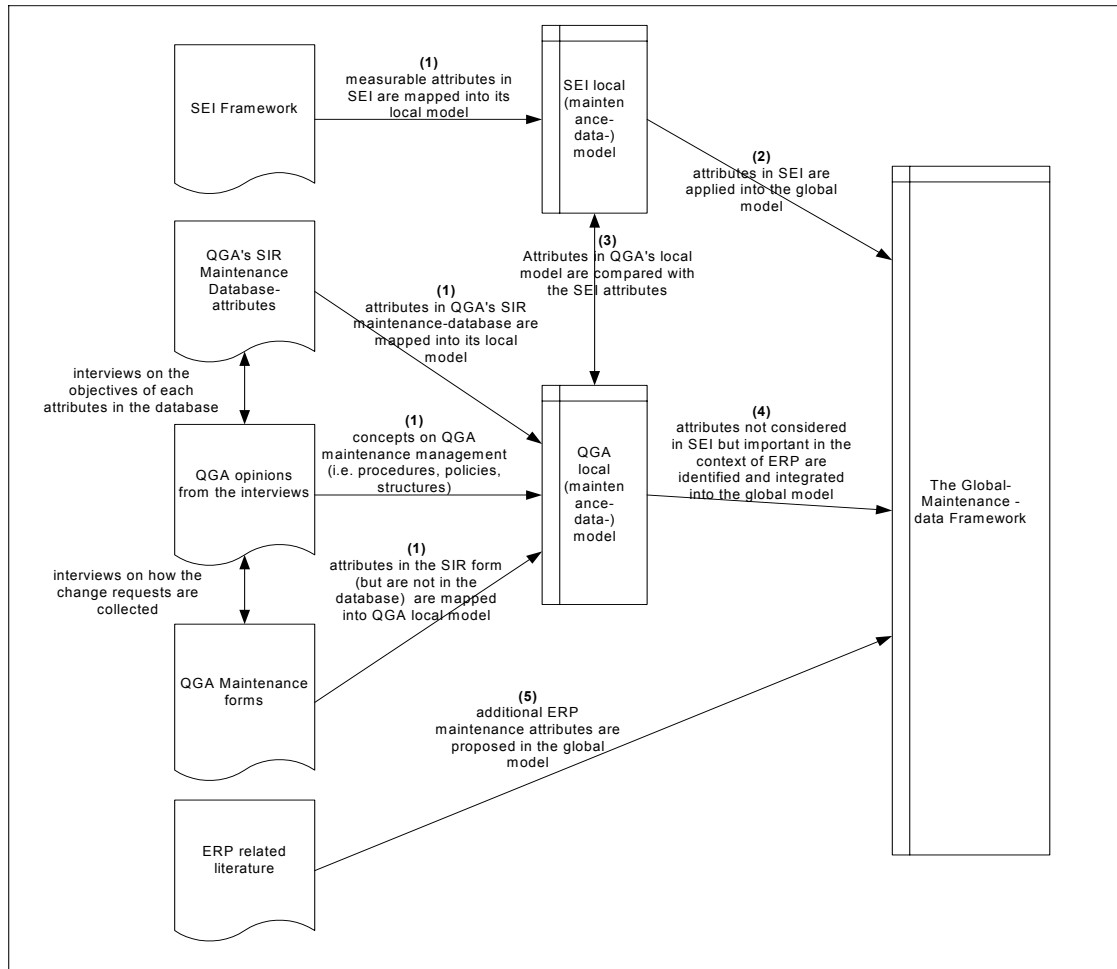 SEI Framework
(1)
measurable attributes in
SEI are mapped into its
local model
SEI local
(mainten
ance-
data-)
model
(2)
attributes in SEI are
applied into the global
model
QGA's SIR
Maintenance
Database-
attributes
(1)
attributes in QGA's SIR
maintenance-database are
mapped into its local
model
(3)
Attributes in QGA's local
model are compared with
the SEI attributes
interviews on the
objectives of each
attributes in the database
QGA opinions
from the interviews
(1)
concepts on QGA
maintenance management
(i.e. procedures, policies,
structures)
QGA
local
(mainten
ance-
data-)
model
(4)
attributes not considered
in SEI but important in the
context of ERP are
identified and integrated
into the global model
The Global-
Maintenance -
data Framework
interviews on how the
change requests are
collected
(1)
attributes in the SIR form
(but are not in the
database) are mapped
into QGA local model
QGA Maintenance
forms
(5)
additional ERP
maintenance attributes are
proposed in the global
model
ERP related
literature